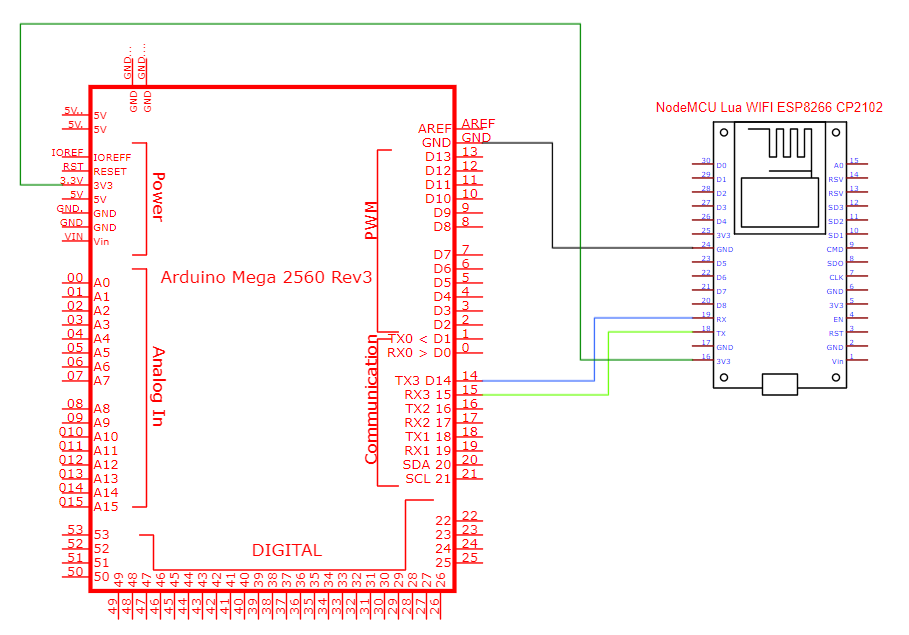 NodeMCU Lua WIFI ESP8266 CP2102
GND...
GND...
GND
GND
5V.. 5V
5V. 5V
IOREF IOREFF
RST RESET
3.3V 3V3
5V 5V
GND. GND
GND GND
VIN Vin
Power
00 A0
01 A1
02 A2
03 A3
04 A4
05 A5
06 A6
07 A7
08 A8
09 A9
010 A10
011 A11
012 A12
013 A13
014 A14
015 A15
Analog In
53 53
52 52
51 51
50 50
Arduino Mega 2560 Rev3
AREF AREF
GND GND
D13 13
D12 12
D11 11
D10 10
D9 9
D8 8
D7 7
D6 6
D5 5
D4 4
D3 3
D2 2
PWM
TX0 < D1 1
RX0 > D0 0
TX3 D14 14
RX3 15 15
TX2 16 16
RX2 17 17
TX1 18 18
RX1 19 19
SDA 20 20
SCL 21 21
Communication
22 22
23 23
24 24
25 25
DIGITAL
49 48 47 46 45 44 43 42 41 40 39 38 37 36 35 34 33 32 31 30 29 28 27 26
49 48 47 46 45 44 43 42 41 40 39 38 37 36 35 34 33 32 31 30 29 28 27 26
30 D0 A0 15
29 D1 RSV 14
28 D2 RSV 13
27 D3 SD3 12
26 D4 SD2 11
25 3V3 SD1 10
24 GND CMD 9
23 D5 SDO 8
22 D6 CLK 7
21 D7 GND 6
20 D8 3V3 5
19 RX EN 4
18 TX RST 3
17 GND GND 2
16 3V3 Vin 1